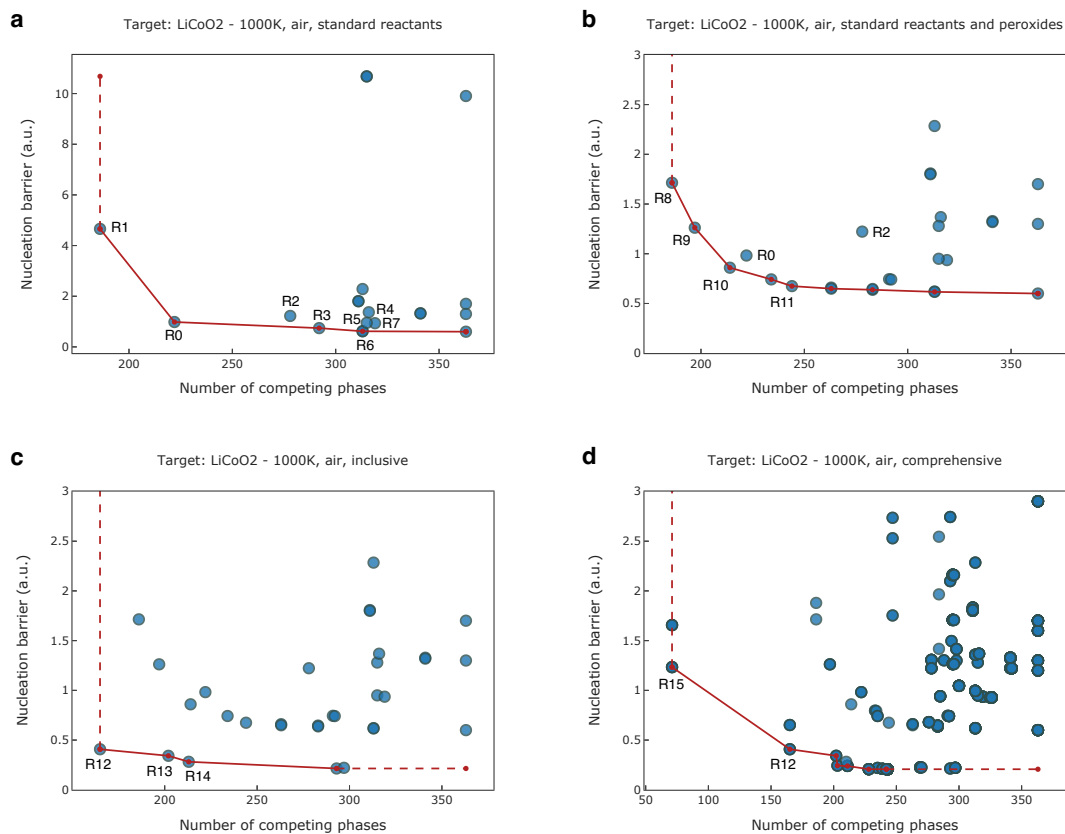 a
Target: LiCoO2 - 1000K, air, standard reactants
Nucleation barrier (a.u.)
10
8
6
4
2
0
R1
R0
R2
R3
R5
R4
R7
R6
200
250
300
350
Number of competing phases
b
Target: LiCoO2 - 1000K, air, standard reactants and peroxides
Nucleation barrier (a.u.)
3
2.5
2
1.5
1
0.5
0
R8
R9
R10
R0
R11
R2
200
250
300
350
Number of competing phases
c
Target: LiCoO2 - 1000K, air, inclusive
Nucleation barrier (a.u.)
3
2.5
2
1.5
1
0.5
0
R12
R13
R14
200
250
300
350
Number of competing phases
d
Target: LiCoO2 - 1000K, air, comprehensive
Nucleation barrier (a.u.)
3
2.5
2
1.5
1
0.5
0
R15
R12
50
100
150
200
250
300
350
Number of competing phases